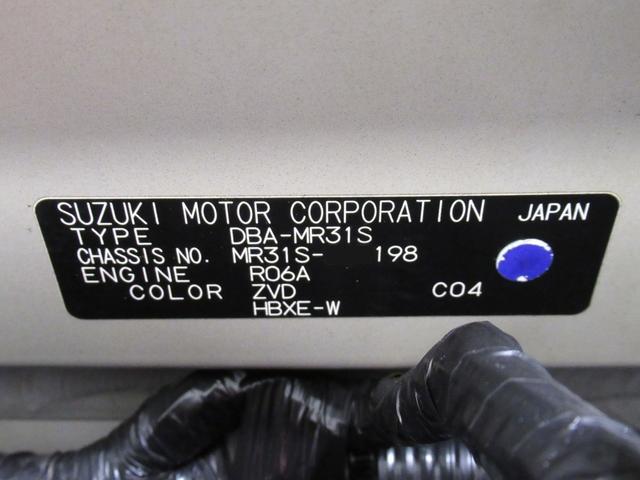 SUZUKI MOTOR CORPORATION JAPAN
TYPE DBA-MR31S
CHASSIS NO. MR31S- 198
ENGINE R06A
COLOR ZVD C04
HBXE-W